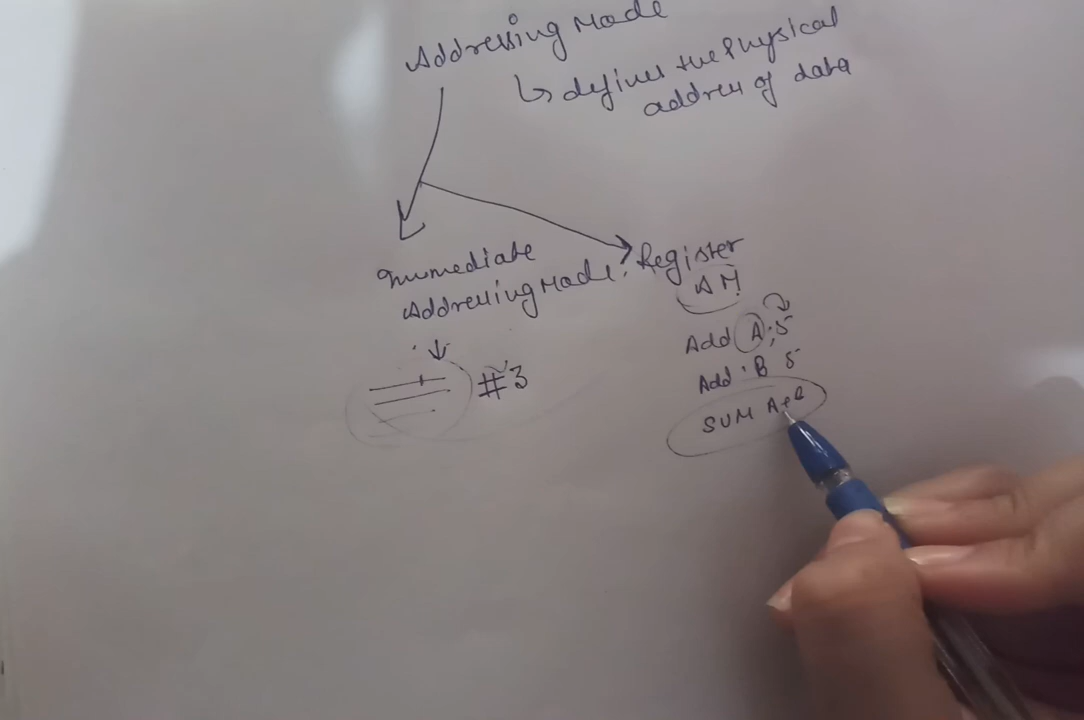 Addressing Mode
↳ defines the Physical
address of data
Immediate
Addressing Mode.
#3
Register
AM
Add A;5
Add B 5
SUM A+B